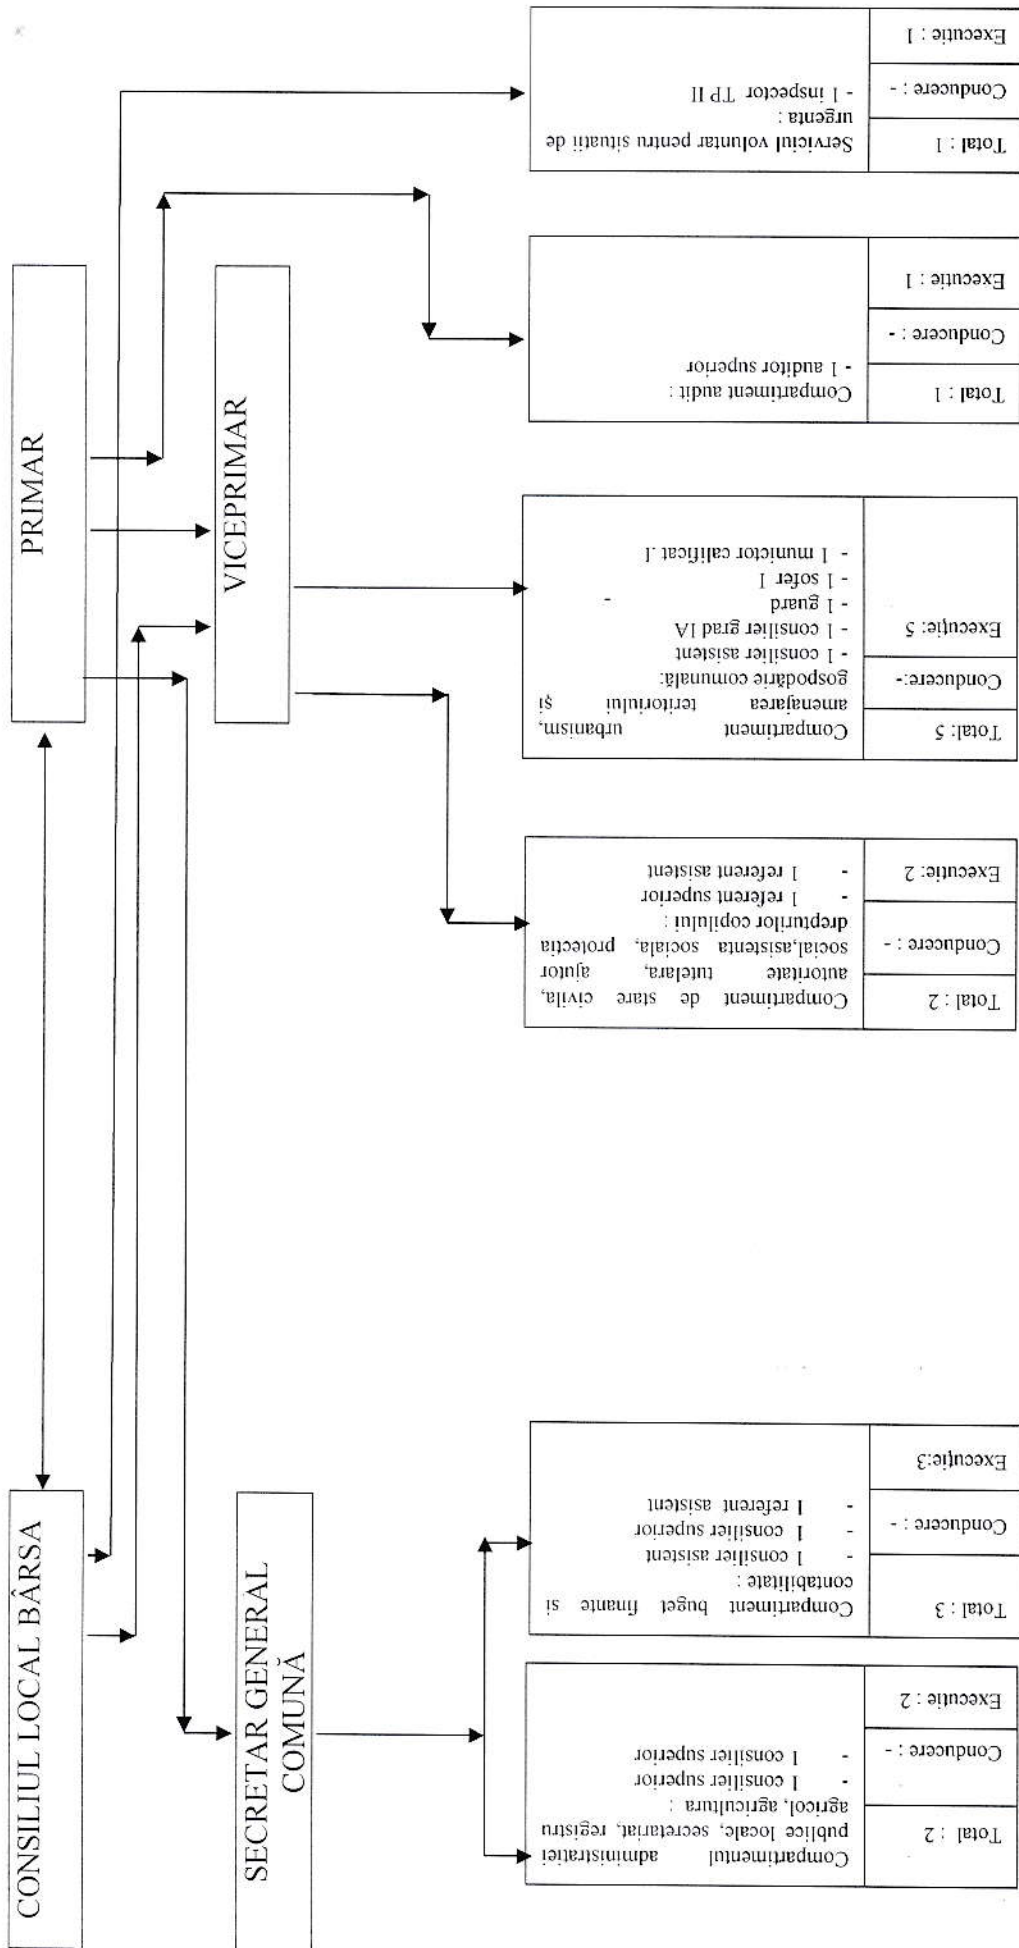 CONSILIUL LOCAL BÂRSA
PRIMAR
SECRETAR GENERAL
COMUNĂ
VICEPRIMAR
Compartimentul administratiei
publice locale, secretariat, registru
agricol, agricultura :
- 1 consilier superior
- 1 consilier superior
Total : 2
Conducere : -
Executie : 2
Compartiment buget finante si
contabilitate :
- 1 consilier asistent
- 1 consilier superior
- 1 referent asistent
Total : 3
Conducere : -
Execuţie:3
Compartiment de stare civila,
autoritate tutelara, ajutor
social,asistenta sociala, protectia
drepturilor copilului :
- 1 referent superior
- 1 referent asistent
Total : 2
Conducere : -
Executie: 2
Compartiment urbanism,
amenajarea teritoriului şi
gospodărie comunală:
- 1 consilier asistent
- 1 consilier grad IA
- 1 guard -
- 1 sofer I
- 1 munictor calificat .I
Total: 5
Conducere:-
Execuţie: 5
Compartiment audit :
- 1 auditor superior
Total : 1
Conducere : -
Executie : 1
Serviciul voluntar pentru situatii de
urgenta :
- 1 inspector TP II
Total : 1
Conducere : -
Executie : 1